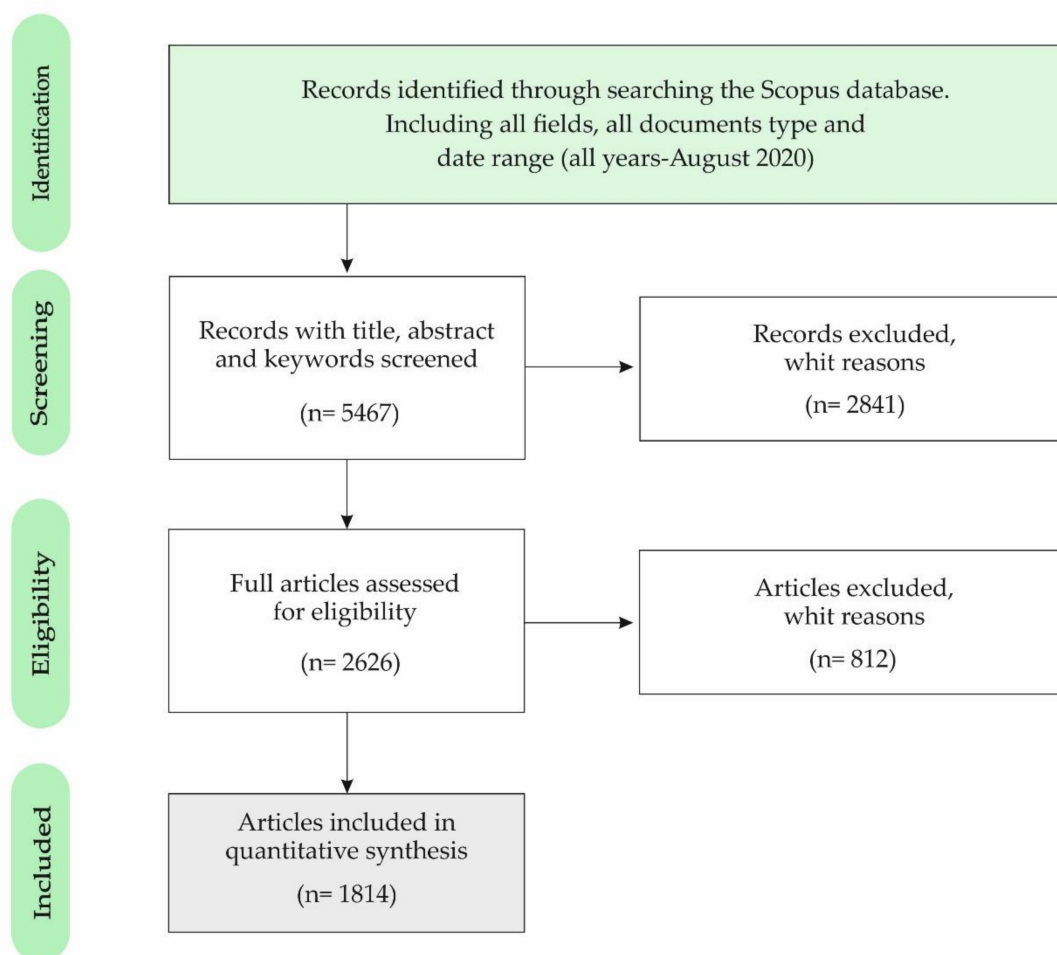 Identification
Records identified through searching the Scopus database.
Including all fields, all documents type and
date range (all years-August 2020)
Screening
Records with title, abstract
and keywords screened
(n= 5467)
Records excluded,
whit reasons
(n= 2841)
Eligibility
Full articles assessed
for eligibility
(n= 2626)
Articles excluded,
whit reasons
(n= 812)
Included
Articles included in
quantitative synthesis
(n= 1814)